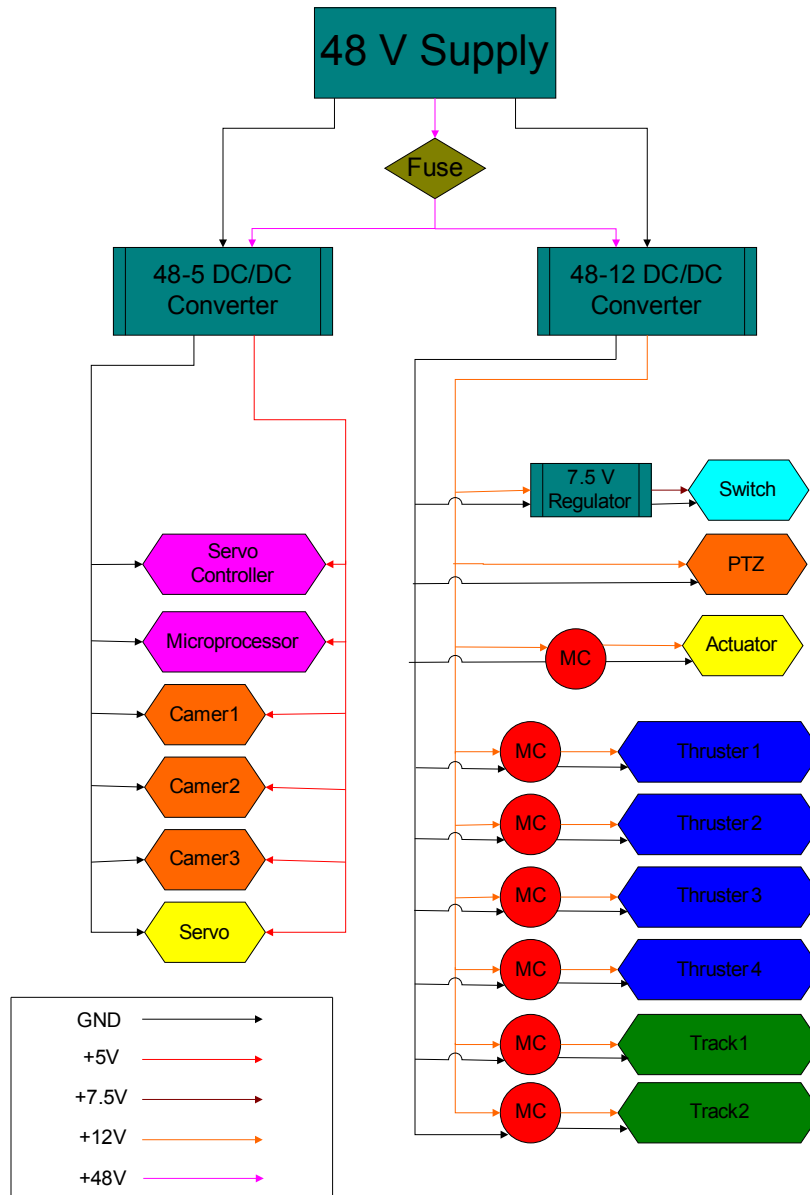 48 V Supply
Fuse
48-5 DC/DC
Converter
48-12 DC/DC
Converter
7.5 V
Regulator
Switch
Servo
Controller
PTZ
Microprocessor
MC
Actuator
Camer1
MC
Thruster 1
Camer2
MC
Thruster 2
Camer3
MC
Thruster 3
Servo
MC
Thruster 4
MC
Track1
MC
Track2
GND
+5V
+7.5V
+12V
+48V